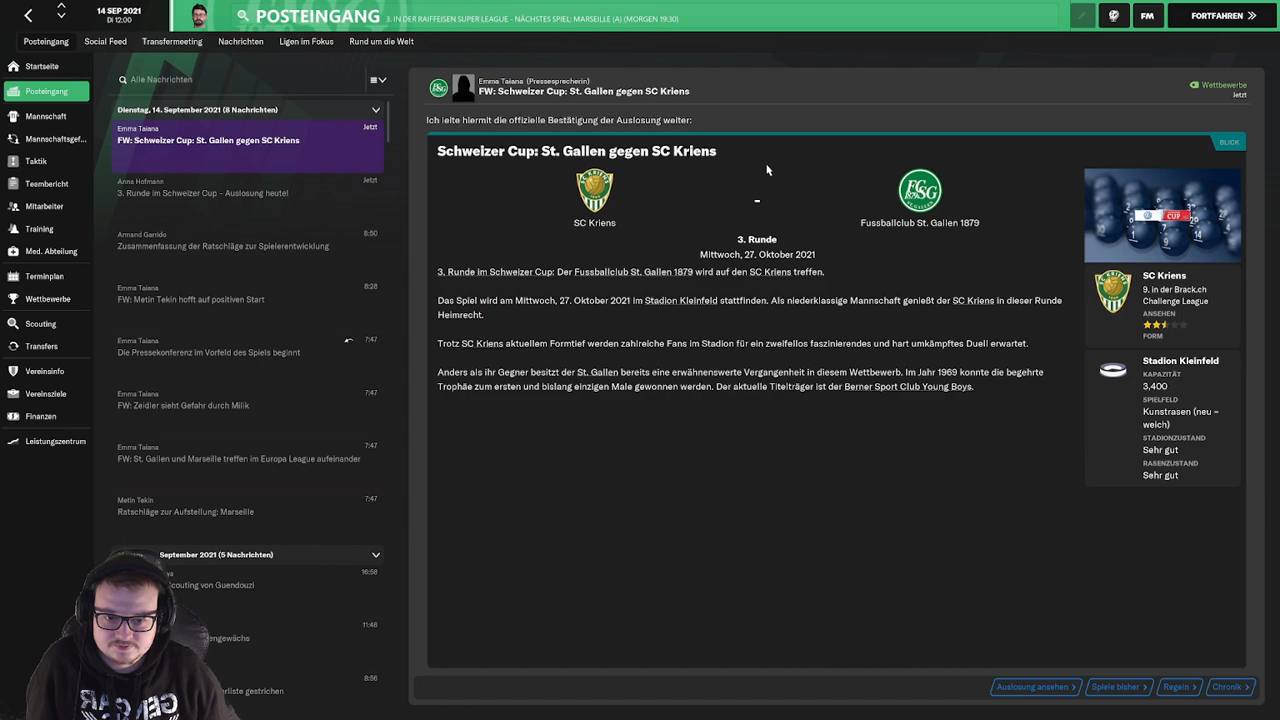 14 SEP 2021
DI 12:00
POSTEINGANG
3. IN DER RAIFFEISEN SUPER LEAGUE - NÄCHSTES SPIEL: MARSEILLE (A) (MORGEN 19:30)
FM
FORTFAHREN
Posteingang
Social Feed
Transfermeeting
Nachrichten
Ligen im Fokus
Rund um die Welt
Startseite
Posteingang
Mannschaft
Mannschaftsgef...
Taktik
Teambericht
Mitarbeiter
Training
Med. Abteilung
Terminplan
Wettbewerbe
Scouting
Transfers
Vereinsinfo
Vereinsziele
Finanzen
Leistungszentrum
Alle Nachrichten
Dienstag, 14. September 2021 (8 Nachrichten)
Emma Taiana
Jetzt
FW: Schweizer Cup: St. Gallen gegen SC Kriens
Anna Hofmann
Jetzt
3. Runde im Schweizer Cup – Auslosung heute!
Armand Garrido
8:50
Zusammenfassung der Ratschläge zur Spielerentwicklung
Emma Taiana
8:28
FW: Metin Tekin hofft auf positiven Start
Emma Taiana
7:47
Die Pressekonferenz im Vorfeld des Spiels beginnt
Emma Taiana
7:47
FW: Zeidler sieht Gefahr durch Milik
Emma Taiana
7:47
FW: St. Gallen und Marseille treffen im Europa League aufeinander
Metin Tekin
7:47
Ratschläge zur Aufstellung: Marseille
September 2021 (5 Nachrichten)
16:58
Scouting von Guendouzi
11:46
engewächs
8:56
erliste gestrichen
Emma Taiana (Pressesprecherin)
FW: Schweizer Cup: St. Gallen gegen SC Kriens
Wettbewerbe
Jetzt
Ich leite hiermit die offizielle Bestätigung der Auslosung weiter:
BLICK
Schweizer Cup: St. Gallen gegen SC Kriens
SC Kriens
-
Fussballclub St. Gallen 1879
3. Runde
Mittwoch, 27. Oktober 2021
3. Runde im Schweizer Cup: Der Fussballclub St. Gallen 1879 wird auf den SC Kriens treffen.
Das Spiel wird am Mittwoch, 27. Oktober 2021 im Stadion Kleinfeld stattfinden. Als niederklassige Mannschaft genießt der SC Kriens in dieser Runde
Heimrecht.
Trotz SC Kriens aktuellem Formtief werden zahlreiche Fans im Stadion für ein zweifellos faszinierendes und hart umkämpftes Duell erwartet.
Anders als ihr Gegner besitzt der St. Gallen bereits eine erwähnenswerte Vergangenheit in diesem Wettbewerb. Im Jahr 1969 konnte die begehrte
Trophäe zum ersten und bislang einzigen Male gewonnen werden. Der aktuelle Titelträger ist der Berner Sport Club Young Boys.
SC Kriens
9. in der Brack.ch
Challenge League
ANSEHEN
FORM
Stadion Kleinfeld
KAPAZITÄT
3,400
SPIELFELD
Kunstrasen (neu –
weich)
STADIONZUSTAND
Sehr gut
RASENZUSTAND
Sehr gut
Auslosung ansehen
Spiele bisher
Regeln
Chronik